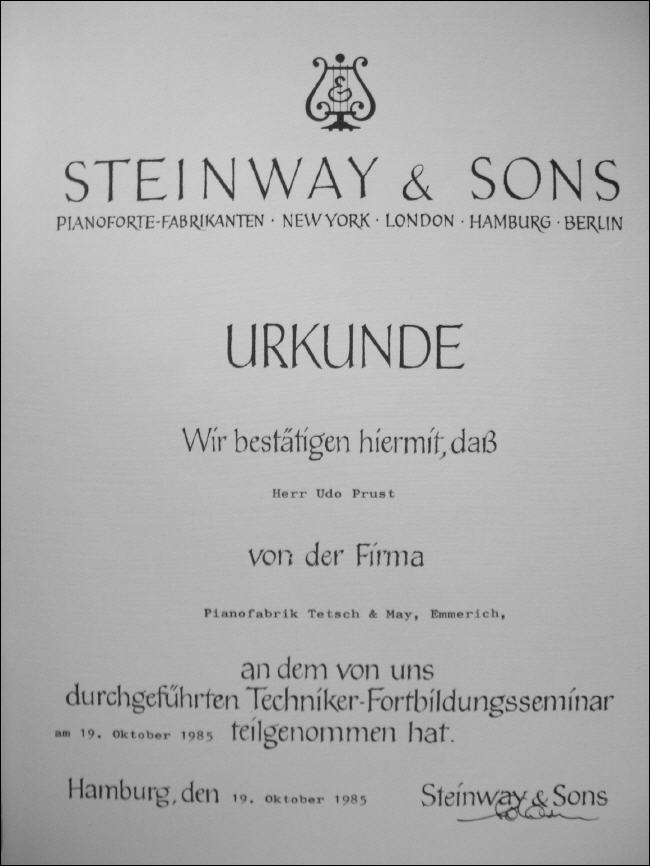 STEINWAY & SONS
PIANOFORTE-FABRIKANTEN · NEW YORK · LONDON · HAMBURG · BERLIN
URKUNDE
Wir bestätigen hiermit, daß
Herr Udo Prust
von der Firma
Pianofabrik Tetsch & May, Emmerich,
an dem von uns
durchgeführten Techniker-Fortbildungsseminar
am 19. Oktober 1985 teilgenommen hat.
Hamburg, den 19. Oktober 1985 Steinway & Sons